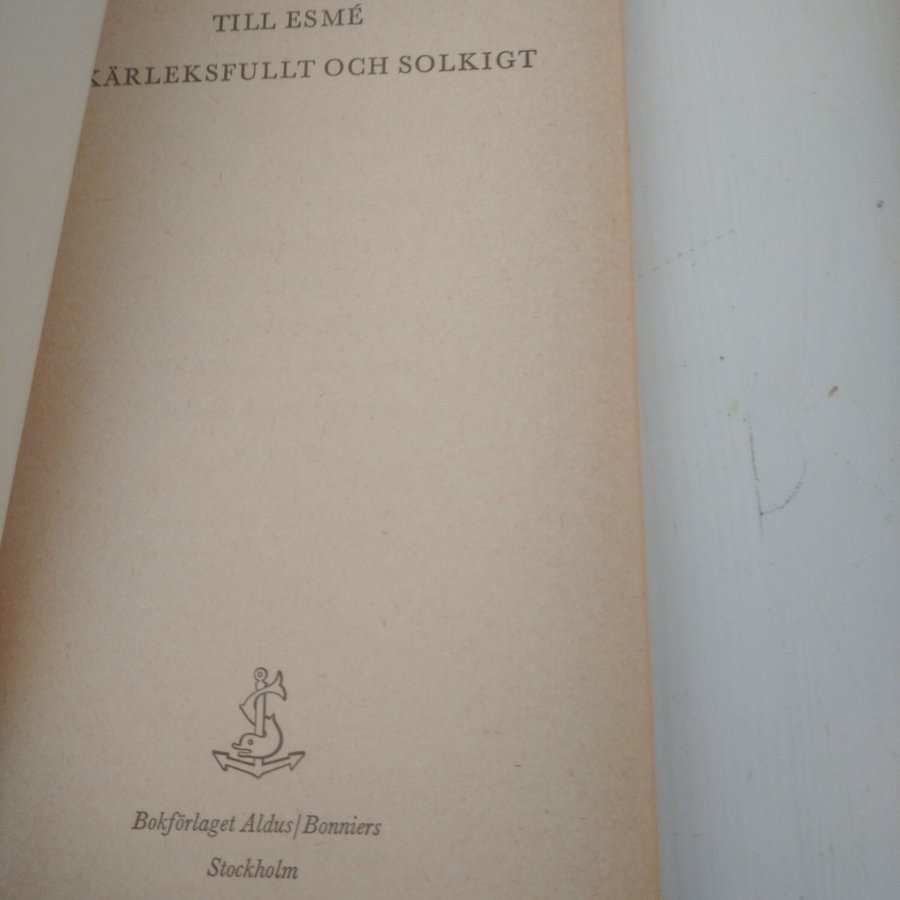 TILL ESMÉ
KÄRLEKSFULLT OCH SOLKIGT
Bokförlaget Aldus/Bonniers
Stockholm